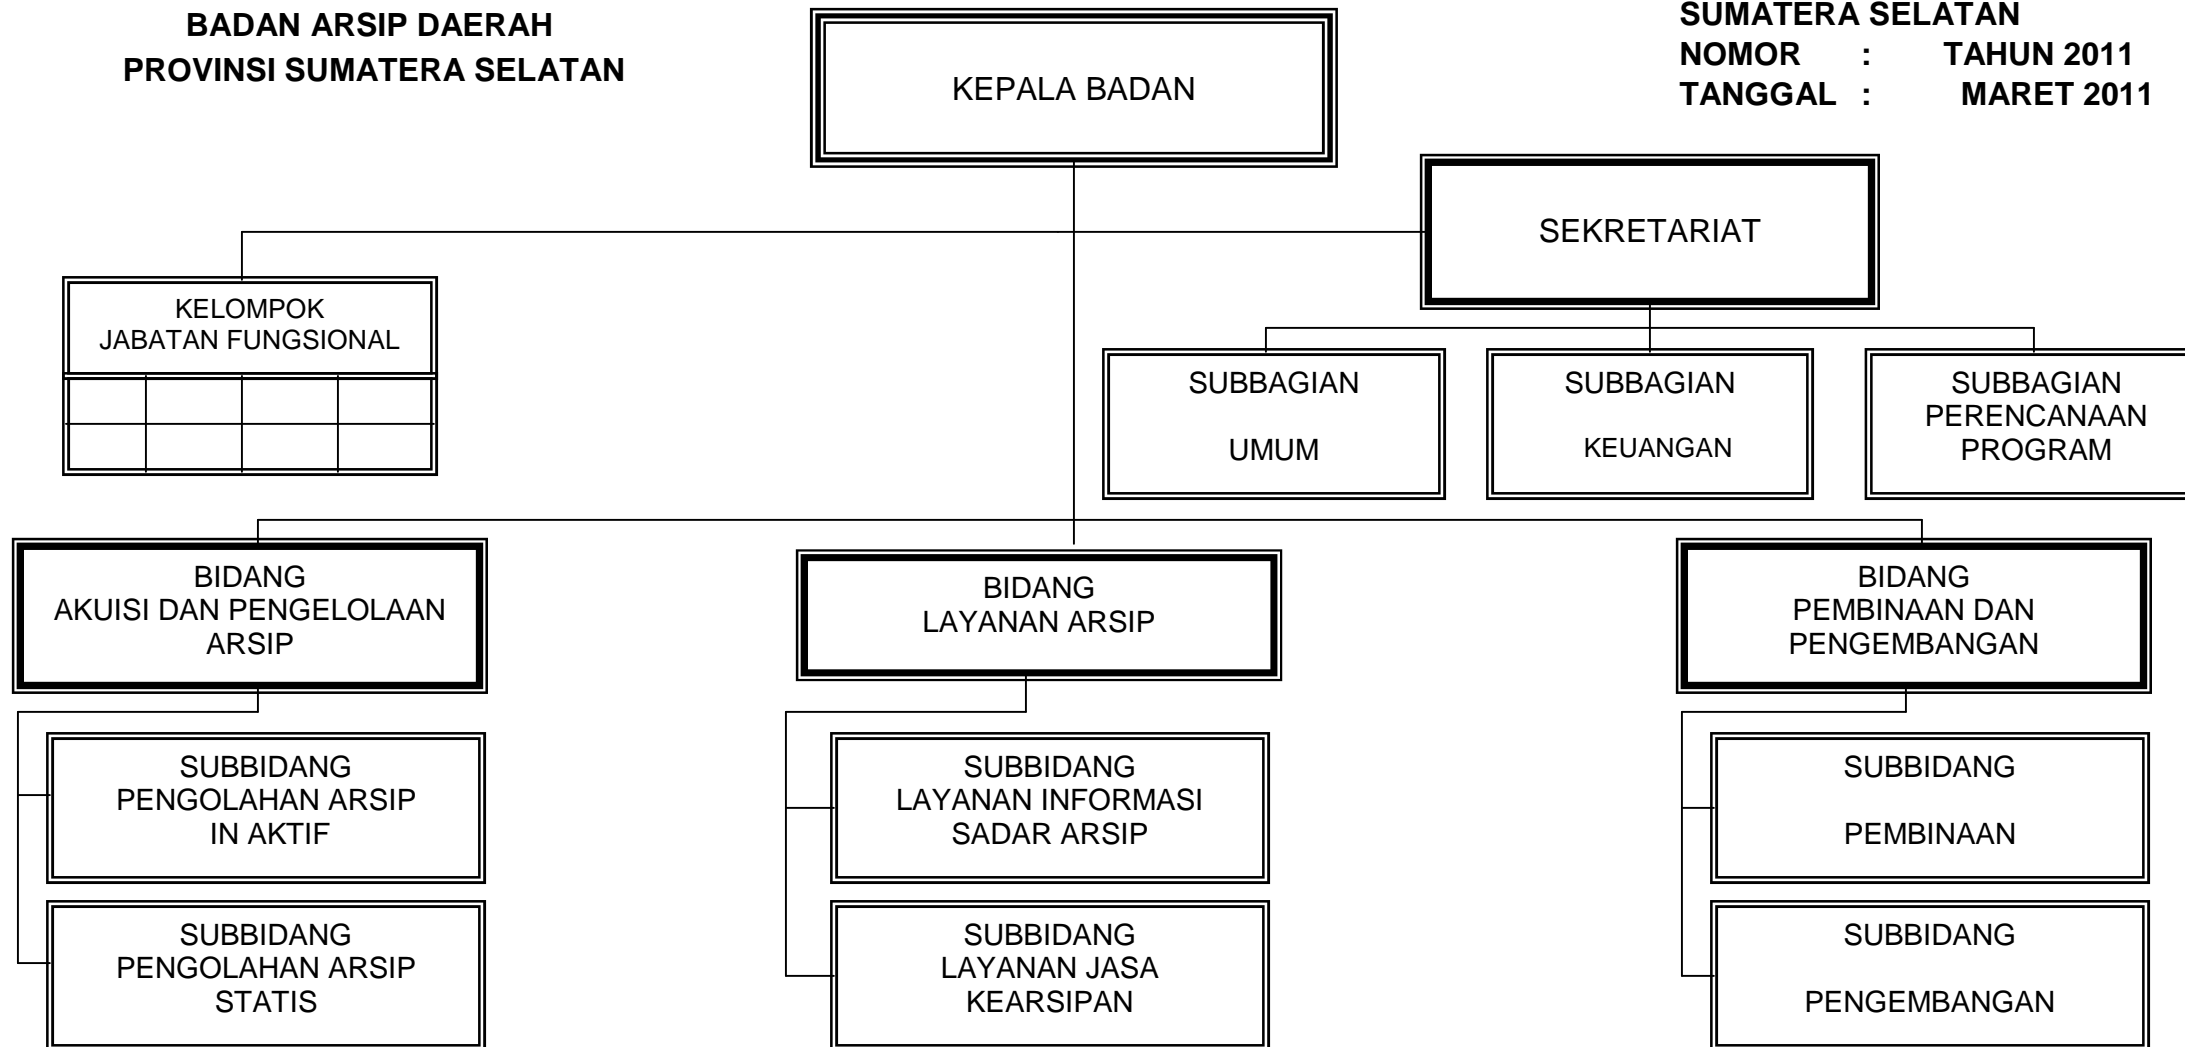 BADAN ARSIP DAERAH
PROVINSI SUMATERA SELATAN
SUMATERA SELATAN
NOMOR : TAHUN 2011
TANGGAL : MARET 2011
KEPALA BADAN
SEKRETARIAT
KELOMPOK
JABATAN FUNGSIONAL
SUBBAGIAN
UMUM
SUBBAGIAN
KEUANGAN
SUBBAGIAN
PERENCANAAN
PROGRAM
BIDANG
AKUISI DAN PENGELOLAAN
ARSIP
BIDANG
LAYANAN ARSIP
BIDANG
PEMBINAAN DAN
PENGEMBANGAN
SUBBIDANG
PENGOLAHAN ARSIP
IN AKTIF
SUBBIDANG
LAYANAN INFORMASI
SADAR ARSIP
SUBBIDANG
PEMBINAAN
SUBBIDANG
PENGOLAHAN ARSIP
STATIS
SUBBIDANG
LAYANAN JASA
KEARSIPAN
SUBBIDANG
PENGEMBANGAN